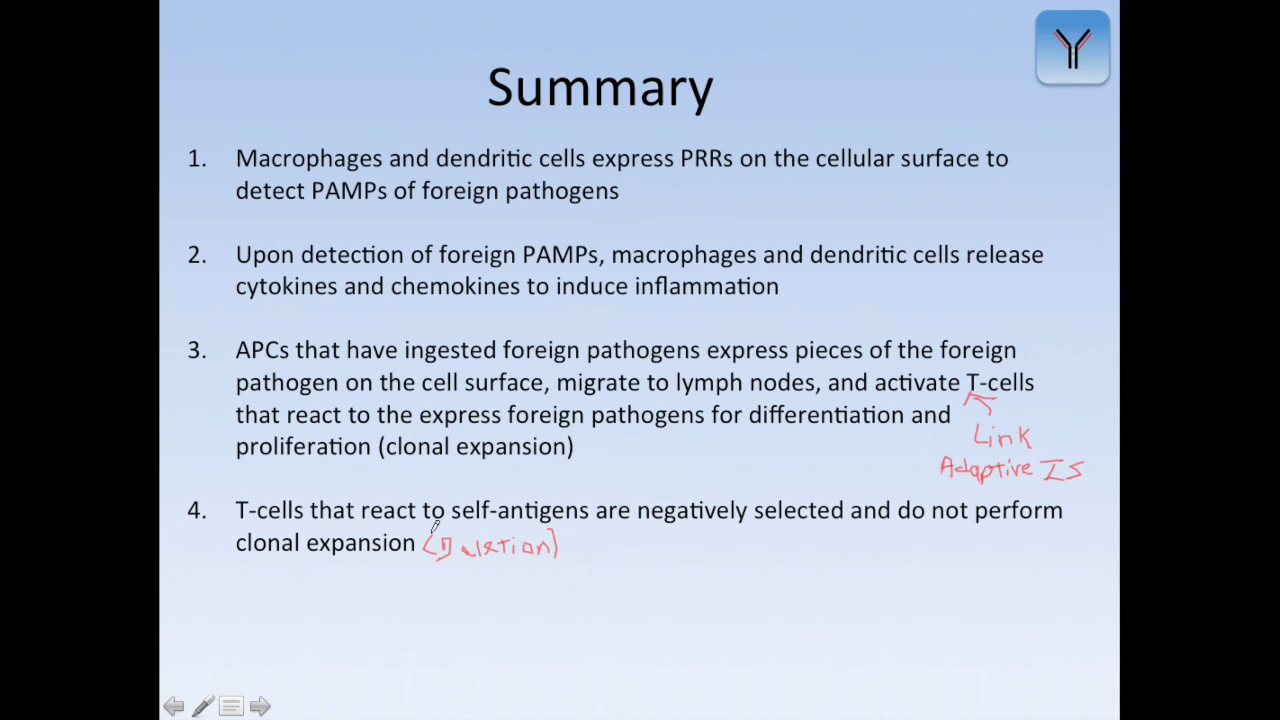 Summary
1. Macrophages and dendritic cells express PRRs on the cellular surface to
detect PAMPs of foreign pathogens
2. Upon detection of foreign PAMPs, macrophages and dendritic cells release
cytokines and chemokines to induce inflammation
3. APCs that have ingested foreign pathogens express pieces of the foreign
pathogen on the cell surface, migrate to lymph nodes, and activate T-cells
that react to the express foreign pathogens for differentiation and
proliferation (clonal expansion)
Link
Adaptive IS
4. T-cells that react to self-antigens are negatively selected and do not perform
clonal expansion (Deletion)